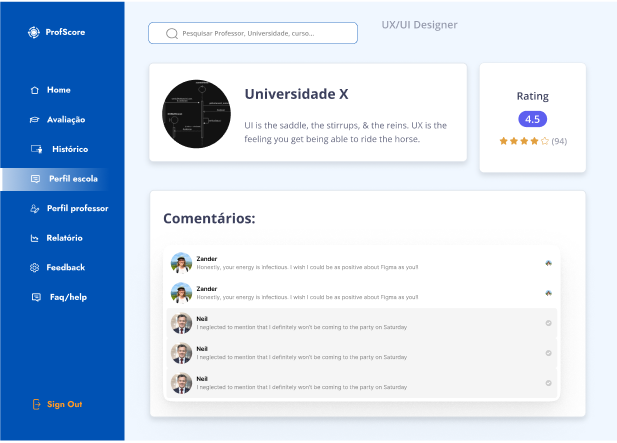 ProfScore
Pesquisar Professor, Universidade, curso...
UX/UI Designer
Home
Avaliação
Histórico
Perfil escola
Perfil professor
Relatório
Feedback
Faq/help
Sign Out
Universidade X
UI is the saddle, the stirrups, & the reins. UX is the
feeling you get being able to ride the horse.
Rating
4.5
(94)
Comentários:
Zander
Honestly, your energy is infectious. I wish I could be as positive about Figma as you!!
Zander
Honestly, your energy is infectious. I wish I could be as positive about Figma as you!!
Neil
I neglected to mention that I definitely won't be coming to the party on Saturday
Neil
I neglected to mention that I definitely won't be coming to the party on Saturday
Neil
I neglected to mention that I definitely won't be coming to the party on Saturday